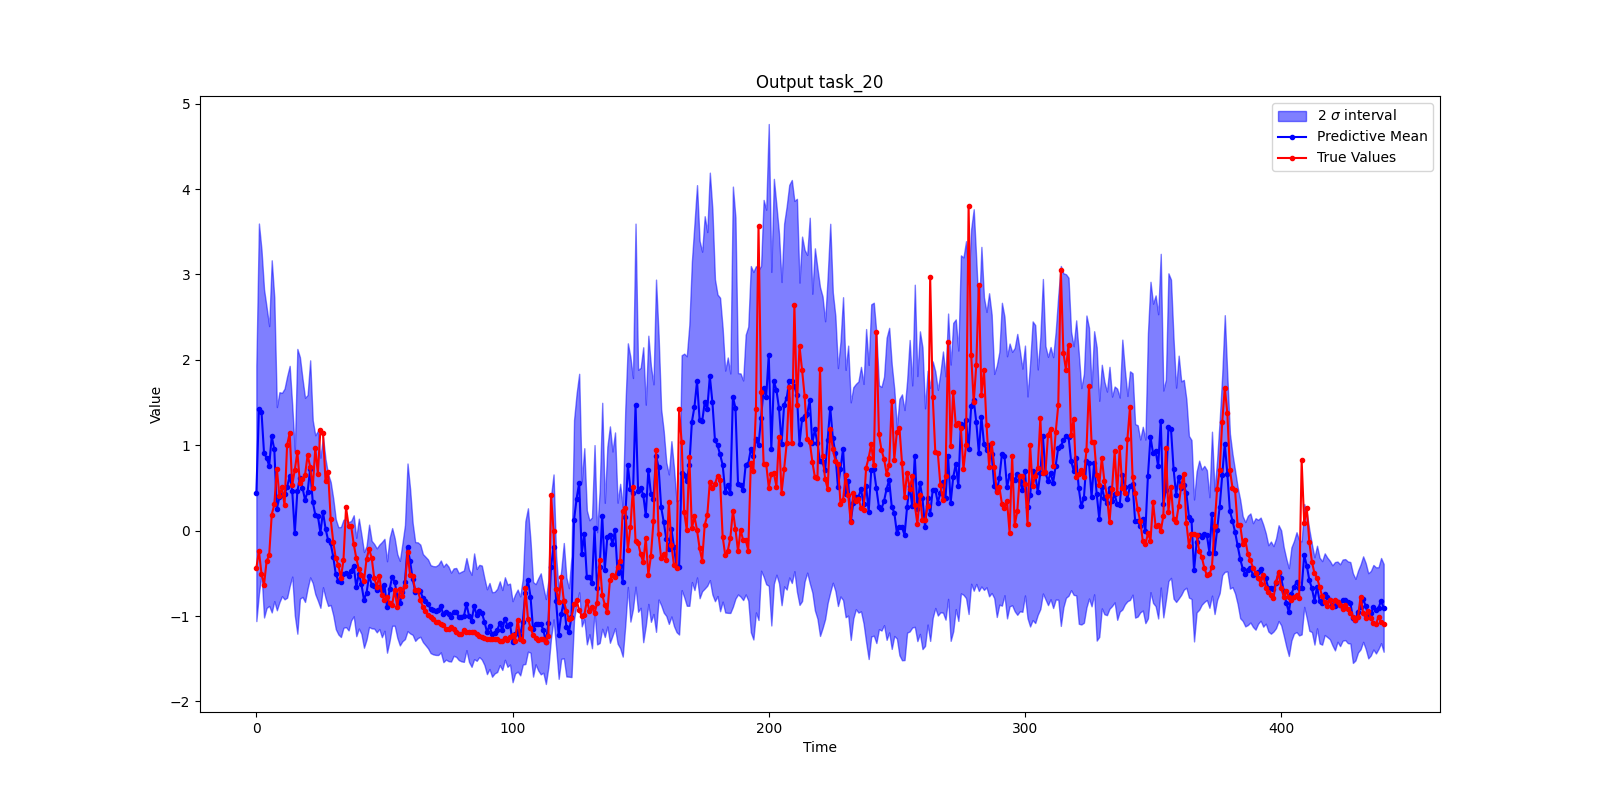 Output task_20
2 σ interval
Predictive Mean
True Values
Value
5
4
3
2
1
0
−1
−2
0 100 200 300 400
Time